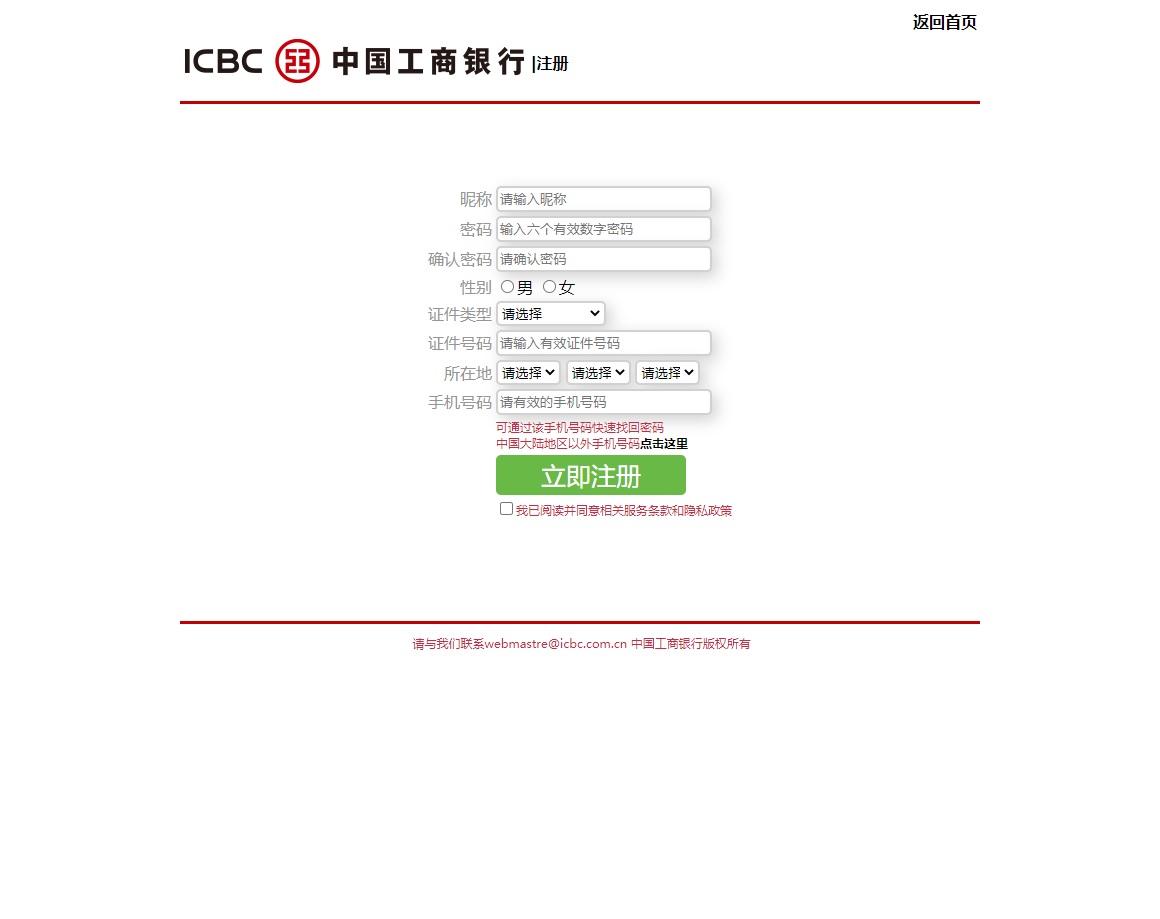 返回首页
ICBC 中国工商银行 |注册
昵称 请输入昵称
密码 输入六个有效数字密码
确认密码 请确认密码
性别 男 女
证件类型 请选择
证件号码 请输入有效证件号码
所在地 请选择 请选择 请选择
手机号码 请有效的手机号码
可通过该手机号码快速找回密码
中国大陆地区以外手机号码点击这里
立即注册
我已阅读并同意相关服务条款和隐私政策
请与我们联系webmastre@icbc.com.cn 中国工商银行版权所有